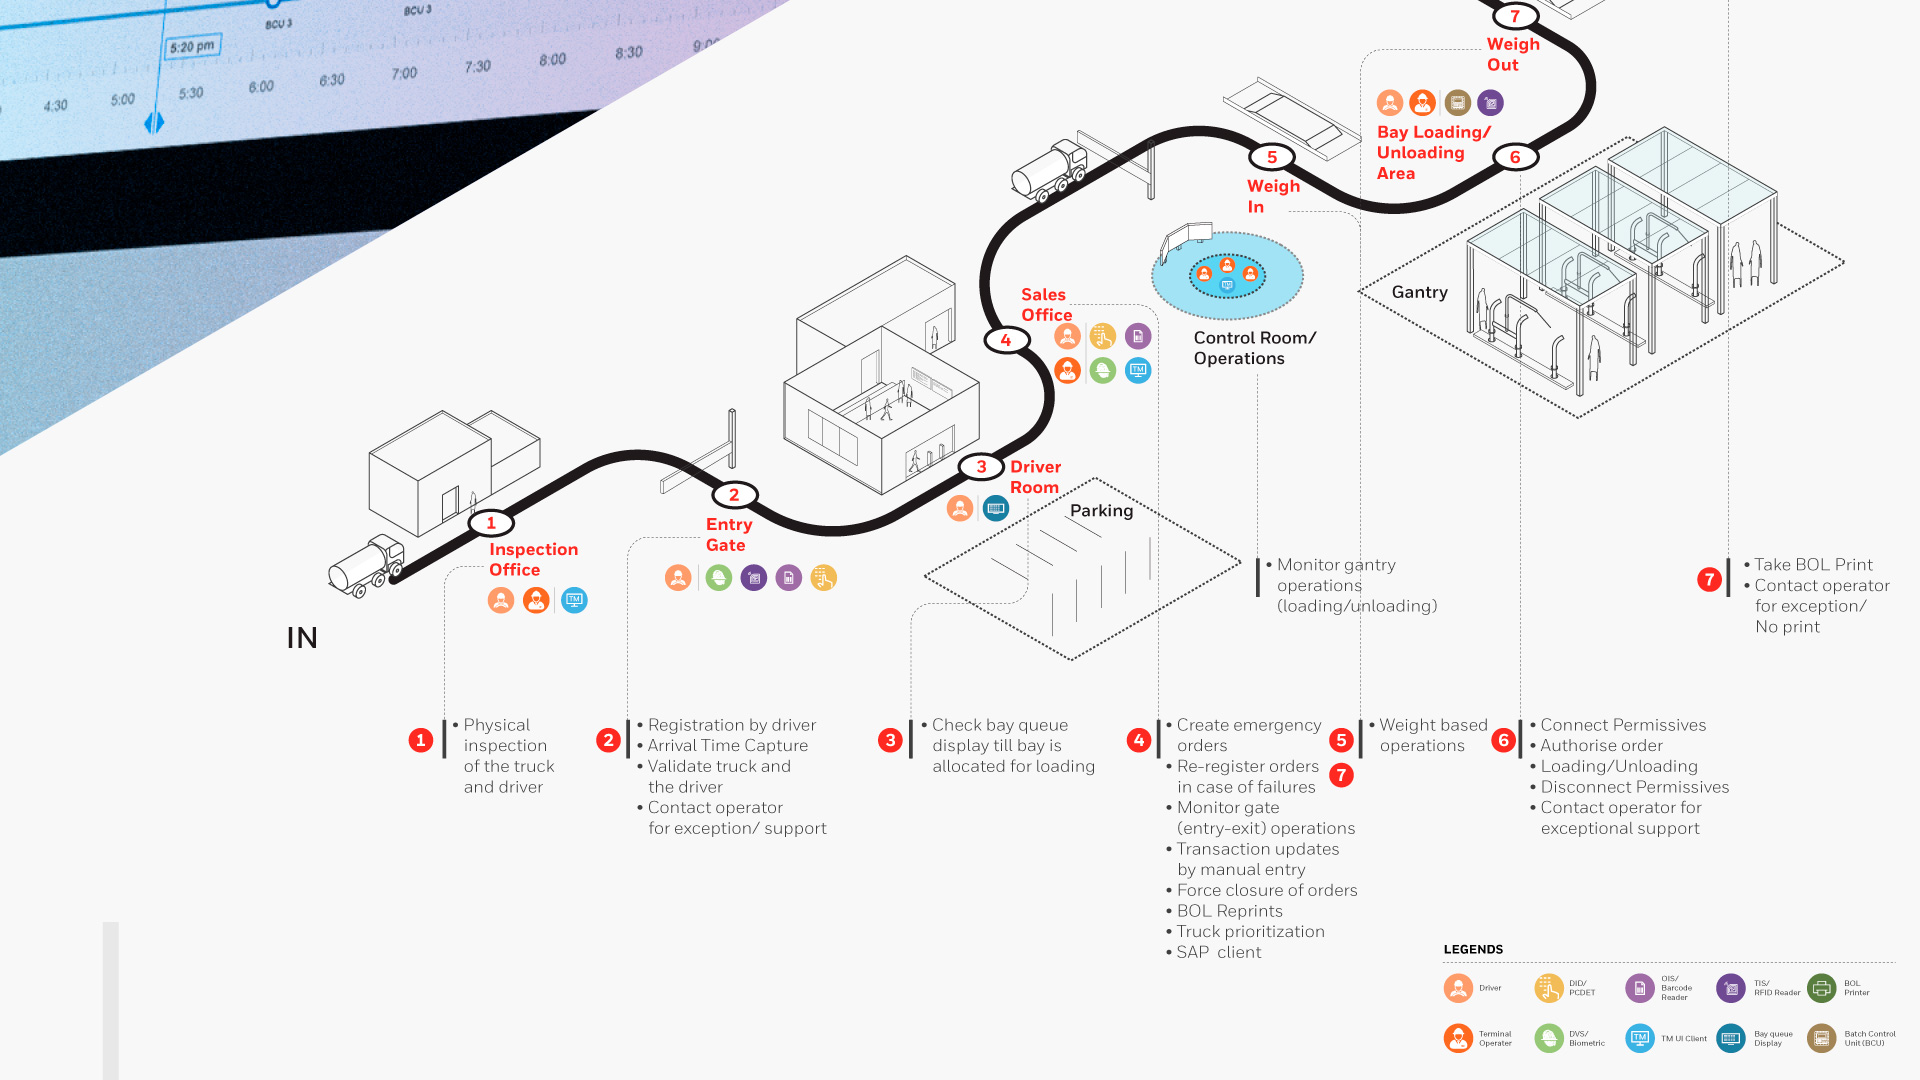 BCU 3
BCU 3
5:20 pm
4:30
5:00
5:30
6:00
6:30
7:00
7:30
8:00
8:30
9:00
7
Weigh
Out
Bay Loading/
Unloading
Area
6
5
Weigh
In
Gantry
Control Room/
Operations
Sales
Office
4
TM
3
Driver
Room
Parking
2
Entry
Gate
1
Inspection
Office
TM
IN
• Monitor gantry
operations
(loading/unloading)
7
• Take BOL Print
• Contact operator
for exception/
No print
1
• Physical
inspection
of the truck
and driver
2
• Registration by driver
• Arrival Time Capture
• Validate truck and
the driver
• Contact operator
for exception/ support
3
• Check bay queue
display till bay is
allocated for loading
4
• Create emergency
orders
• Re-register orders
in case of failures
• Monitor gate
(entry-exit) operations
• Transaction updates
by manual entry
• Force closure of orders
• BOL Reprints
• Truck prioritization
• SAP client
5
7
• Weight based
operations
6
• Connect Permissives
• Authorise order
• Loading/Unloading
• Disconnect Permissives
• Contact operator for
exceptional support
LEGENDS
Driver
DID/
PCDET
OIS/
Barcode
Reader
TIS/
RFID Reader
BOL
Printer
Terminal
Operater
DVS/
Biometric
TM
TM UI Client
Bay queue
Display
Batch Control
Unit (BCU)